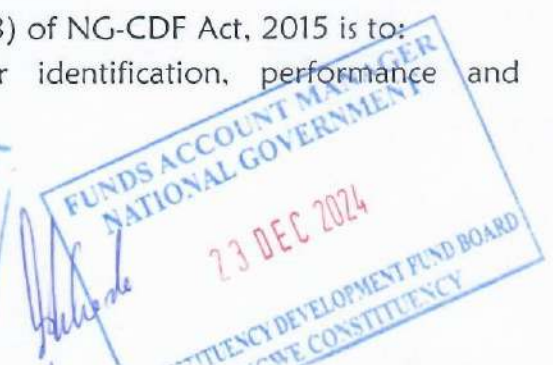 3) of NG-CDF Act, 2015 is to:
identification, performance and
FUNDS ACCOUNT MANAGER
NATIONAL GOVERNMENT
23 DEC 2024
DEVELOPMENT FUND BOARD
CONSTITUENCY